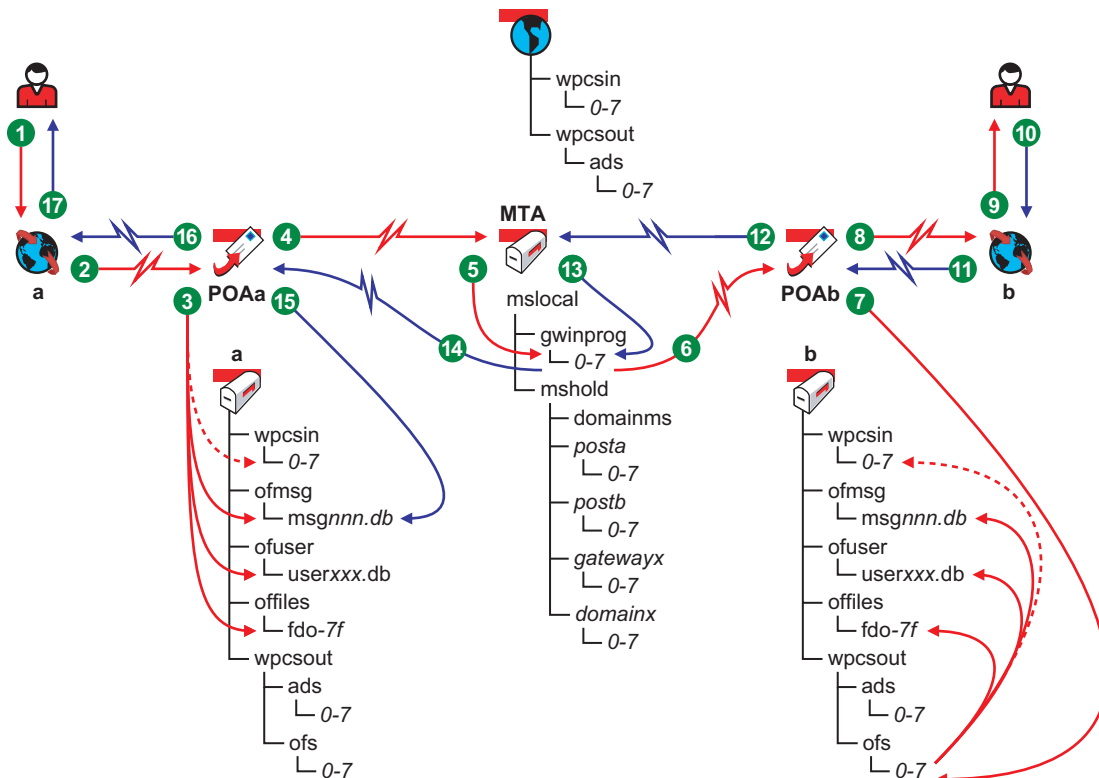 wpcsin
0-7
wpcsout
ads
0-7
1
17
a
2
16
3
POAa
15
4
MTA
5
13
12
14
6
mslocal
gwinprog
0-7
mshold
domainms
posta
0-7
postb
0-7
gatewayx
0-7
domainx
0-7
POAb
8
7
11
9
10
b
a
wpcsin
0-7
ofmsg
msgnnn.db
ofuser
userxxx.db
offiles
fdo-7f
wpcsout
ads
0-7
ofs
0-7
b
wpcsin
0-7
ofmsg
msgnnn.db
ofuser
userxxx.db
offiles
fdo-7f
wpcsout
ads
0-7
ofs
0-7